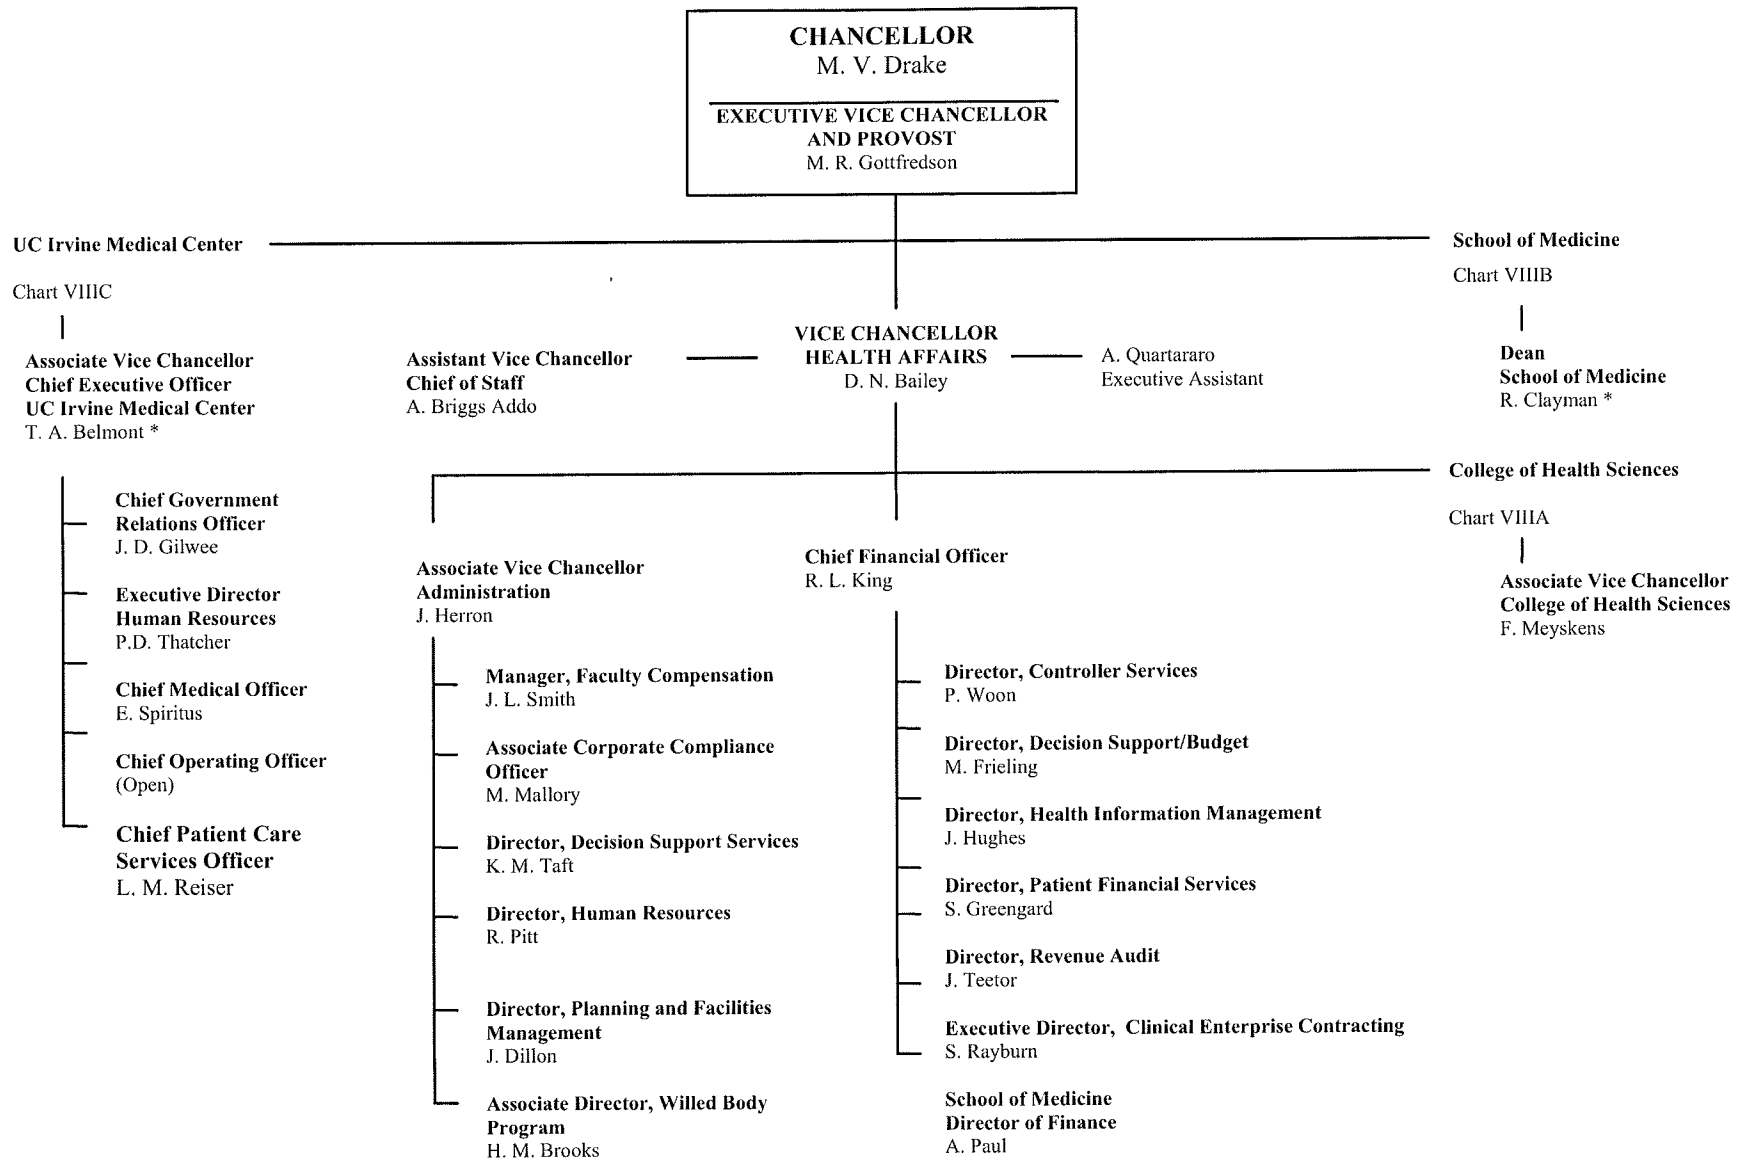 CHANCELLOR
M. V. Drake
EXECUTIVE VICE CHANCELLOR
AND PROVOST
M. R. Gottfredson
UC Irvine Medical Center
Chart VIIIC
Associate Vice Chancellor
Chief Executive Officer
UC Irvine Medical Center
T. A. Belmont *
Chief Government
Relations Officer
J. D. Gilwee
Executive Director
Human Resources
P.D. Thatcher
Chief Medical Officer
E. Spiritus
Chief Operating Officer
(Open)
Chief Patient Care
Services Officer
L. M. Reiser
Assistant Vice Chancellor
Chief of Staff
A. Briggs Addo
VICE CHANCELLOR
HEALTH AFFAIRS
D. N. Bailey
A. Quartararo
Executive Assistant
School of Medicine
Chart VIIIB
Dean
School of Medicine
R. Clayman *
College of Health Sciences
Chart VIIIA
Associate Vice Chancellor
College of Health Sciences
F. Meyskens
Associate Vice Chancellor
Administration
J. Herron
Manager, Faculty Compensation
J. L. Smith
Associate Corporate Compliance
Officer
M. Mallory
Director, Decision Support Services
K. M. Taft
Director, Human Resources
R. Pitt
Director, Planning and Facilities
Management
J. Dillon
Associate Director, Willed Body
Program
H. M. Brooks
Chief Financial Officer
R. L. King
Director, Controller Services
P. Woon
Director, Decision Support/Budget
M. Frieling
Director, Health Information Management
J. Hughes
Director, Patient Financial Services
S. Greengard
Director, Revenue Audit
J. Teetor
Executive Director, Clinical Enterprise Contracting
S. Rayburn
School of Medicine
Director of Finance
A. Paul